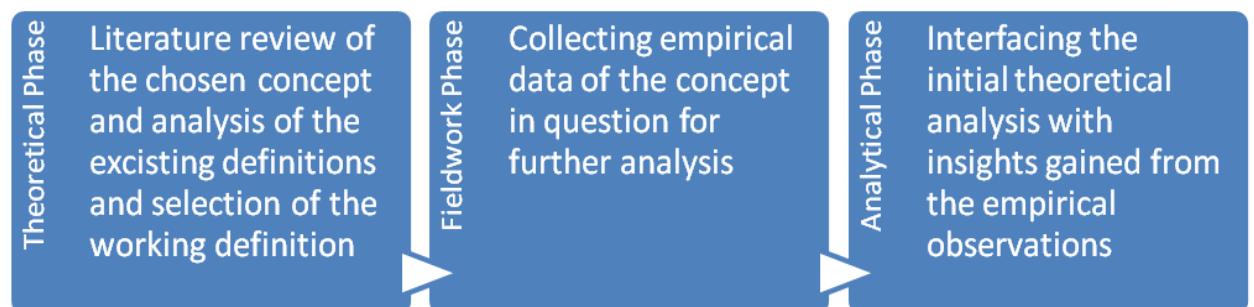 Theoretical Phase
Literature review of
the chosen concept
and analysis of the
excisting definitions
and selection of the
working definition
Fieldwork Phase
Collecting empirical
data of the concept
in question for
further analysis
Analytical Phase
Interfacing the
initial theoretical
analysis with
insights gained from
the empirical
observations